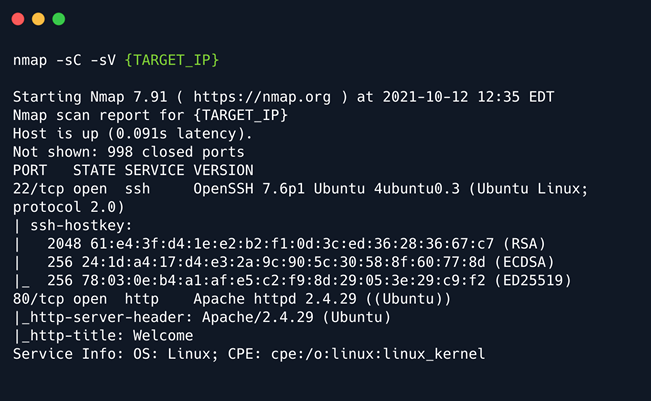 nmap -sC -sV {TARGET_IP}
Starting Nmap 7.91 ( https://nmap.org ) at 2021-10-12 12:35 EDT
Nmap scan report for {TARGET_IP}
Host is up (0.091s latency).
Not shown: 998 closed ports
PORT   STATE SERVICE VERSION
22/tcp open  ssh     OpenSSH 7.6p1 Ubuntu 4ubuntu0.3 (Ubuntu Linux;
protocol 2.0)
| ssh-hostkey:
|   2048 61:e4:3f:d4:1e:e2:b2:f1:0d:3c:ed:36:28:36:67:c7 (RSA)
|   256 24:1d:a4:17:d4:e3:2a:9c:90:5c:30:58:8f:60:77:8d (ECDSA)
|_  256 78:03:0e:b4:a1:af:e5:c2:f9:8d:29:05:3e:29:c9:f2 (ED25519)
80/tcp open  http    Apache httpd 2.4.29 ((Ubuntu))
|_http-server-header: Apache/2.4.29 (Ubuntu)
|_http-title: Welcome
Service Info: OS: Linux; CPE: cpe:/o:linux:linux_kernel